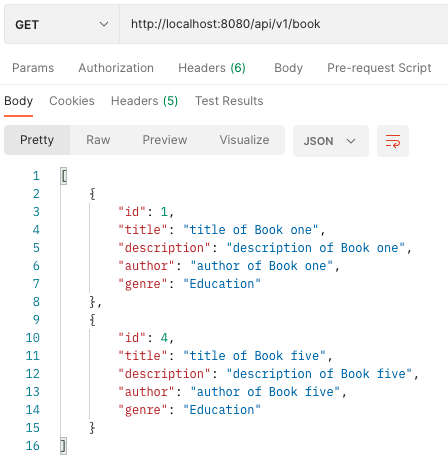 GET http://localhost:8080/api/v1/book
Params Authorization Headers (6) Body Pre-request Script
Body Cookies Headers (5) Test Results
Pretty Raw Preview Visualize JSON
1 [
2 {
3 "id": 1,
4 "title": "title of Book one",
5 "description": "description of Book one",
6 "author": "author of Book one",
7 "genre": "Education"
8 },
9 {
10 "id": 4,
11 "title": "title of Book five",
12 "description": "description of Book five",
13 "author": "author of Book five",
14 "genre": "Education"
15 }
16 ]